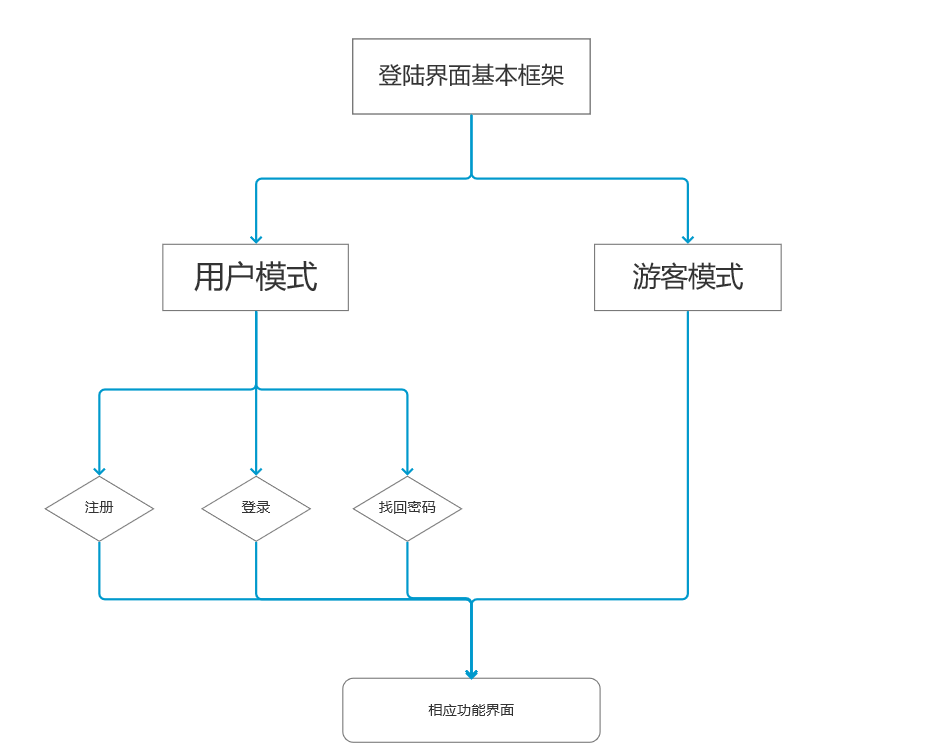 登陆界面基本框架
用户模式
游客模式
注册
登录
找回密码
相应功能界面